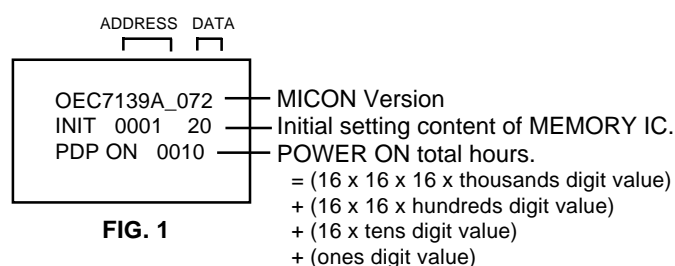 ADDRESS DATA
OEC7139A_072 MICON Version
INIT 0001 20 Initial setting content of MEMORY IC.
PDP ON 0010 POWER ON total hours.
= (16 x 16 x 16 x thousands digit value)
+ (16 x 16 x hundreds digit value)
+ (16 x tens digit value)
+ (ones digit value)
FIG. 1